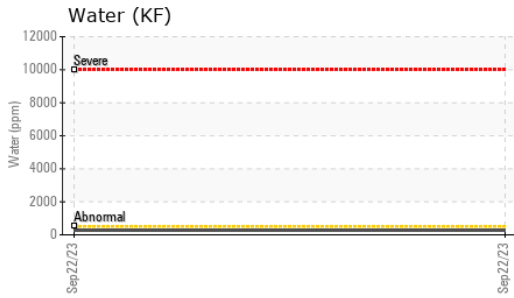 Water (KF)
12000
Severe
10000
8000
Water (ppm)
6000
4000
2000
Abnormal
0
Sep22/23
Sep22/23